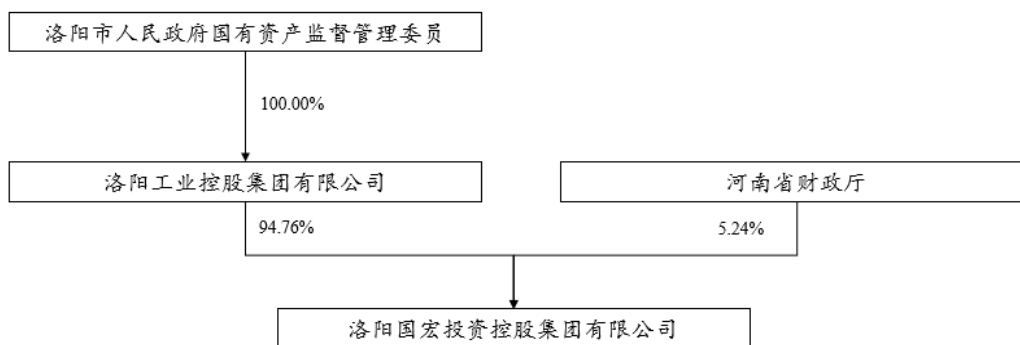 洛阳市人民政府国有资产监督管理委员
100.00%
洛阳工业控股集团有限公司
河南省财政厅
94.76%
5.24%
洛阳国宏投资控股集团有限公司